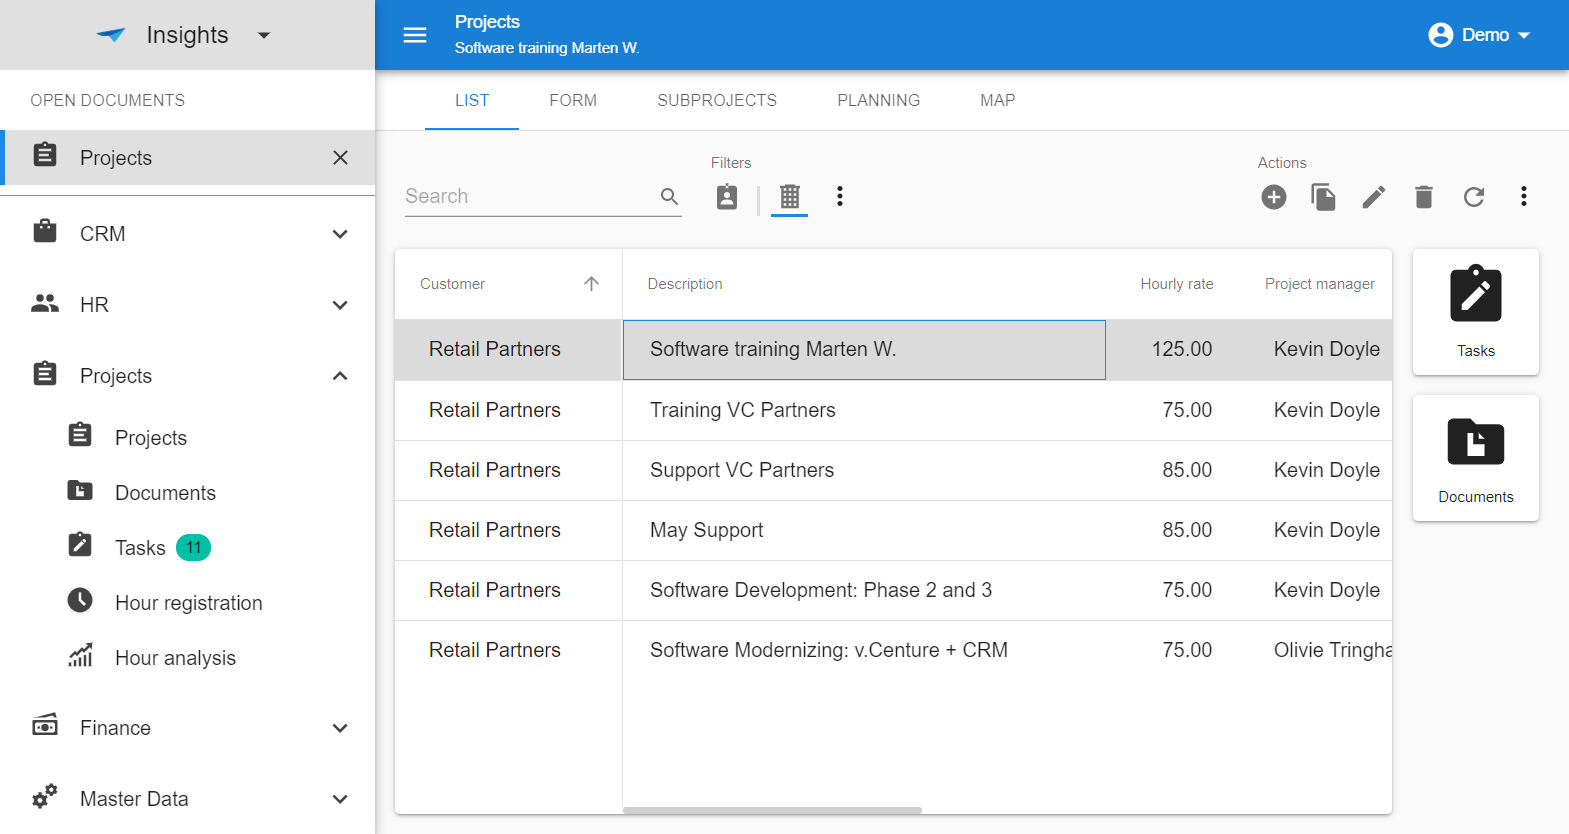 Insights
OPEN DOCUMENTS
Projects
CRM
HR
Projects
Projects
Documents
Tasks 11
Hour registration
Hour analysis
Finance
Master Data
Projects
Software training Marten W.
Demo
LIST FORM SUBPROJECTS PLANNING MAP
Filters Actions
Search
Customer Description Hourly rate Project manager
Retail Partners Software training Marten W. 125.00 Kevin Doyle
Retail Partners Training VC Partners 75.00 Kevin Doyle
Retail Partners Support VC Partners 85.00 Kevin Doyle
Retail Partners May Support 85.00 Kevin Doyle
Retail Partners Software Development: Phase 2 and 3 75.00 Kevin Doyle
Retail Partners Software Modernizing: v.Centure + CRM 75.00 Olivie Tringha
Tasks
Documents